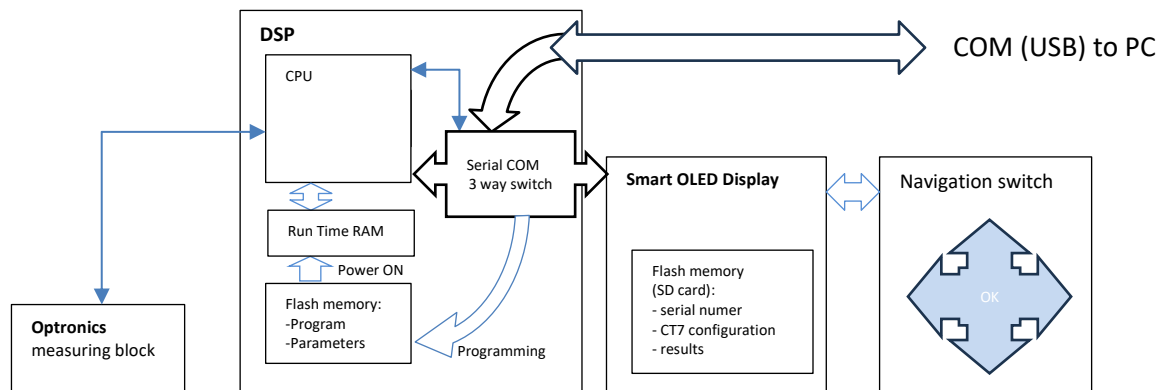 DSP
COM (USB) to PC
CPU
Serial COM
3 way switch
Smart OLED Display
Navigation switch
Run Time RAM
Power ON
Flash memory:
-Program
-Parameters
Programming
Flash memory
(SD card):
- serial numer
- CT7 configuration
- results
OK
Optronics
measuring block